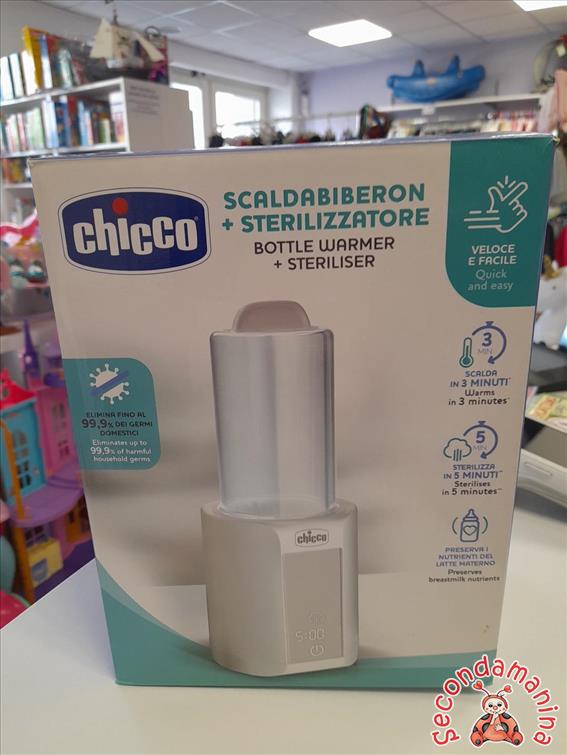 chicco
SCALDABIBERON
+ STERILIZZATORE
BOTTLE WARMER
+ STERILISER
VELOCE
E FACILE
Quick
and easy
3
MIN
SCALDA
IN 3 MINUTI*
Warms
in 3 minutes*
ELIMINA FINO AL
99,9% DEI GERMI
DOMESTICI
Eliminates up to
99,9% of harmful
household germs
5
MIN
STERILIZZA
IN 5 MINUTI**
Sterilises
in 5 minutes**
PRESERVA I
NUTRIENTI DEL
LATTE MATERNO
Preserves
breastmilk nutrients
chicco
5:00
Secondamanina